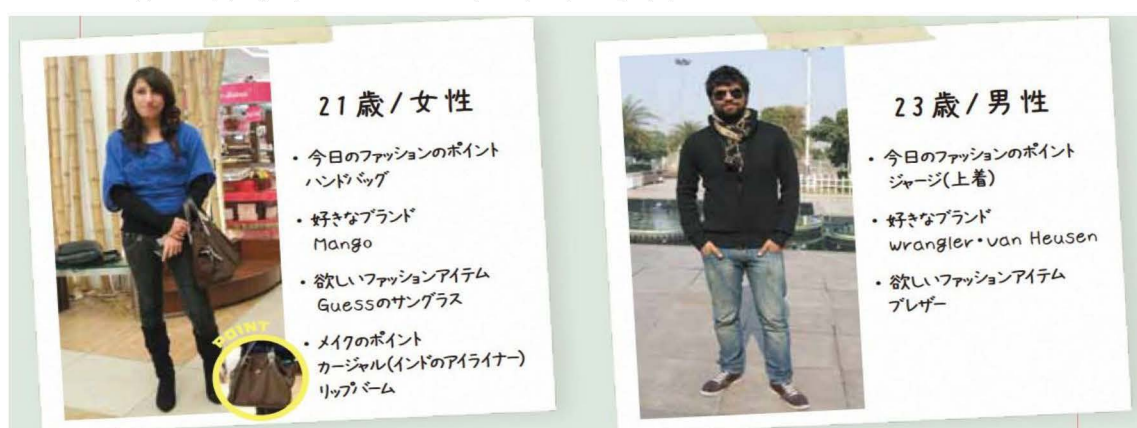 21歳/女性
・今日のファッションのポイント
ハンドバッグ
・好きなブランド
Mango
・欲しいファッションアイテム
Guessのサングラス
・メイクのポイント
カージャル(インドのアイライナー)
リップバーム
POINT
23歳/男性
・今日のファッションのポイント
ジャージ(上着)
・好きなブランド
wrangler・van Heusen
・欲しいファッションアイテム
ブレザー